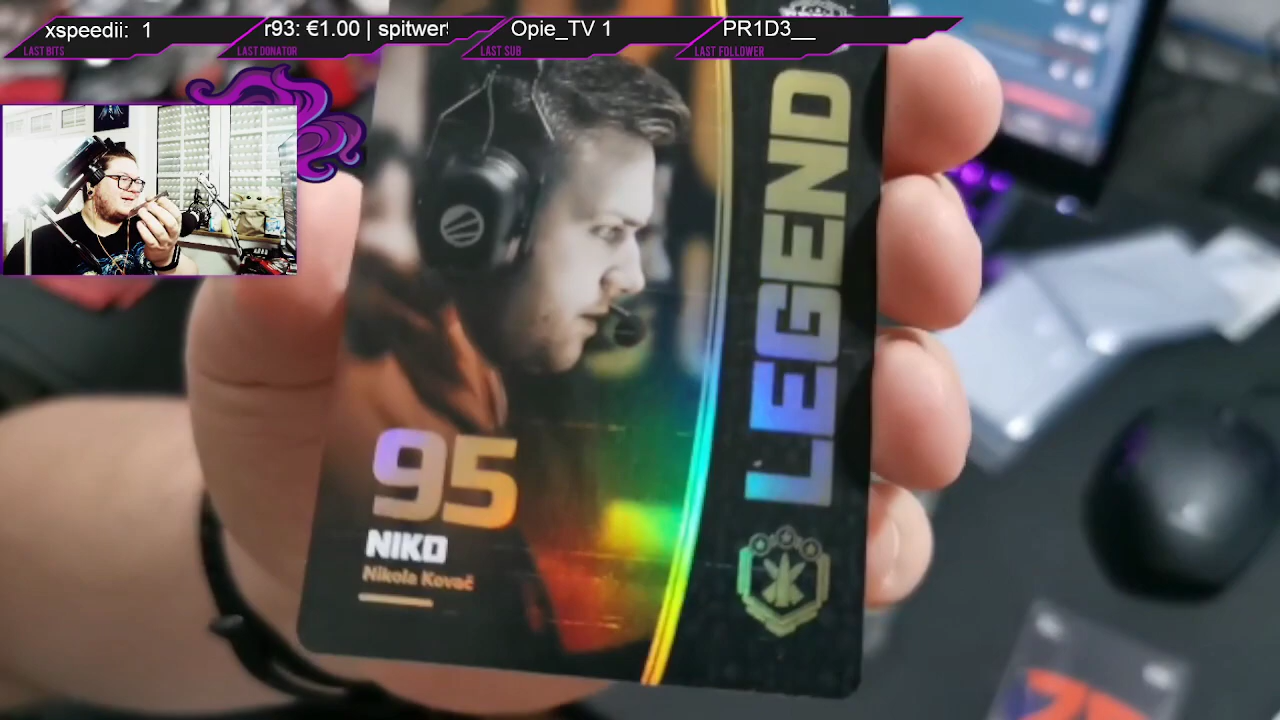 xspeedii: 1
LAST BITS
r93: €1.00 | spitwer
LAST DONATOR
Opie_TV 1
LAST SUB
PR1D3__
LAST FOLLOWER
LEGEND
95
NIKO
Nikola Kovač